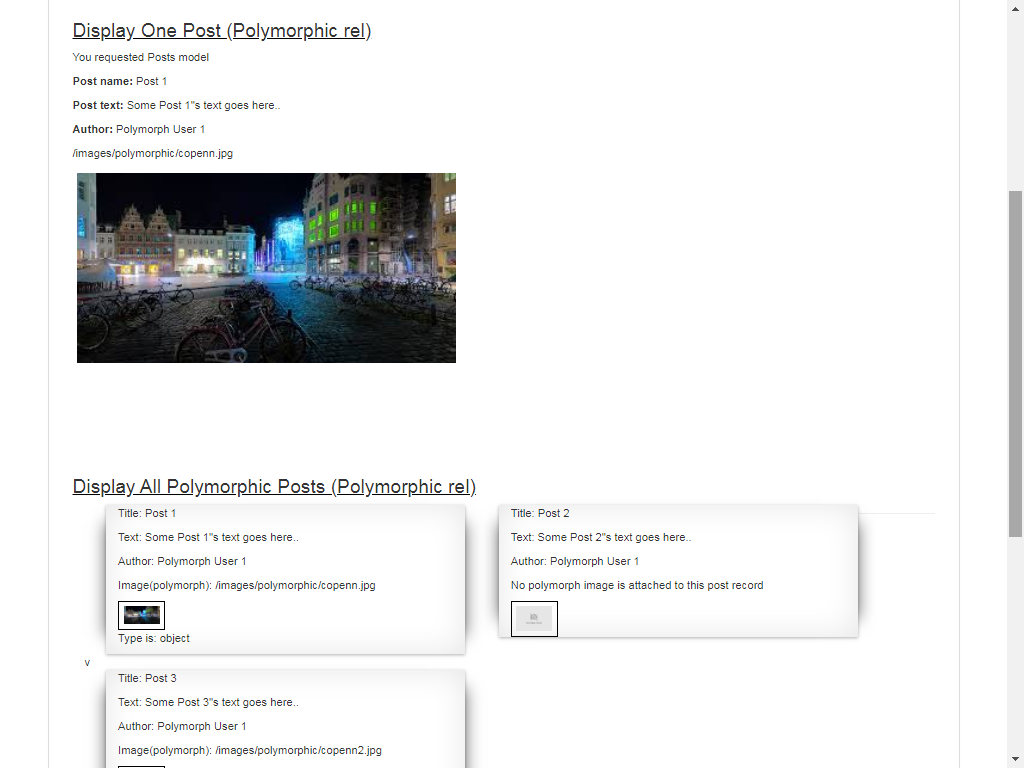 Display One Post (Polymorphic rel)
You requested Posts model
Post name: Post 1
Post text: Some Post 1"s text goes here..
Author: Polymorph User 1
/images/polymorphic/copenn.jpg
Display All Polymorphic Posts (Polymorphic rel)
Title: Post 1
Text: Some Post 1"s text goes here..
Author: Polymorph User 1
Image(polymorph): /images/polymorphic/copenn.jpg
Type is: object
Title: Post 2
Text: Some Post 2"s text goes here..
Author: Polymorph User 1
No polymorph image is attached to this post record
v
Title: Post 3
Text: Some Post 3"s text goes here..
Author: Polymorph User 1
Image(polymorph): /images/polymorphic/copenn2.jpg